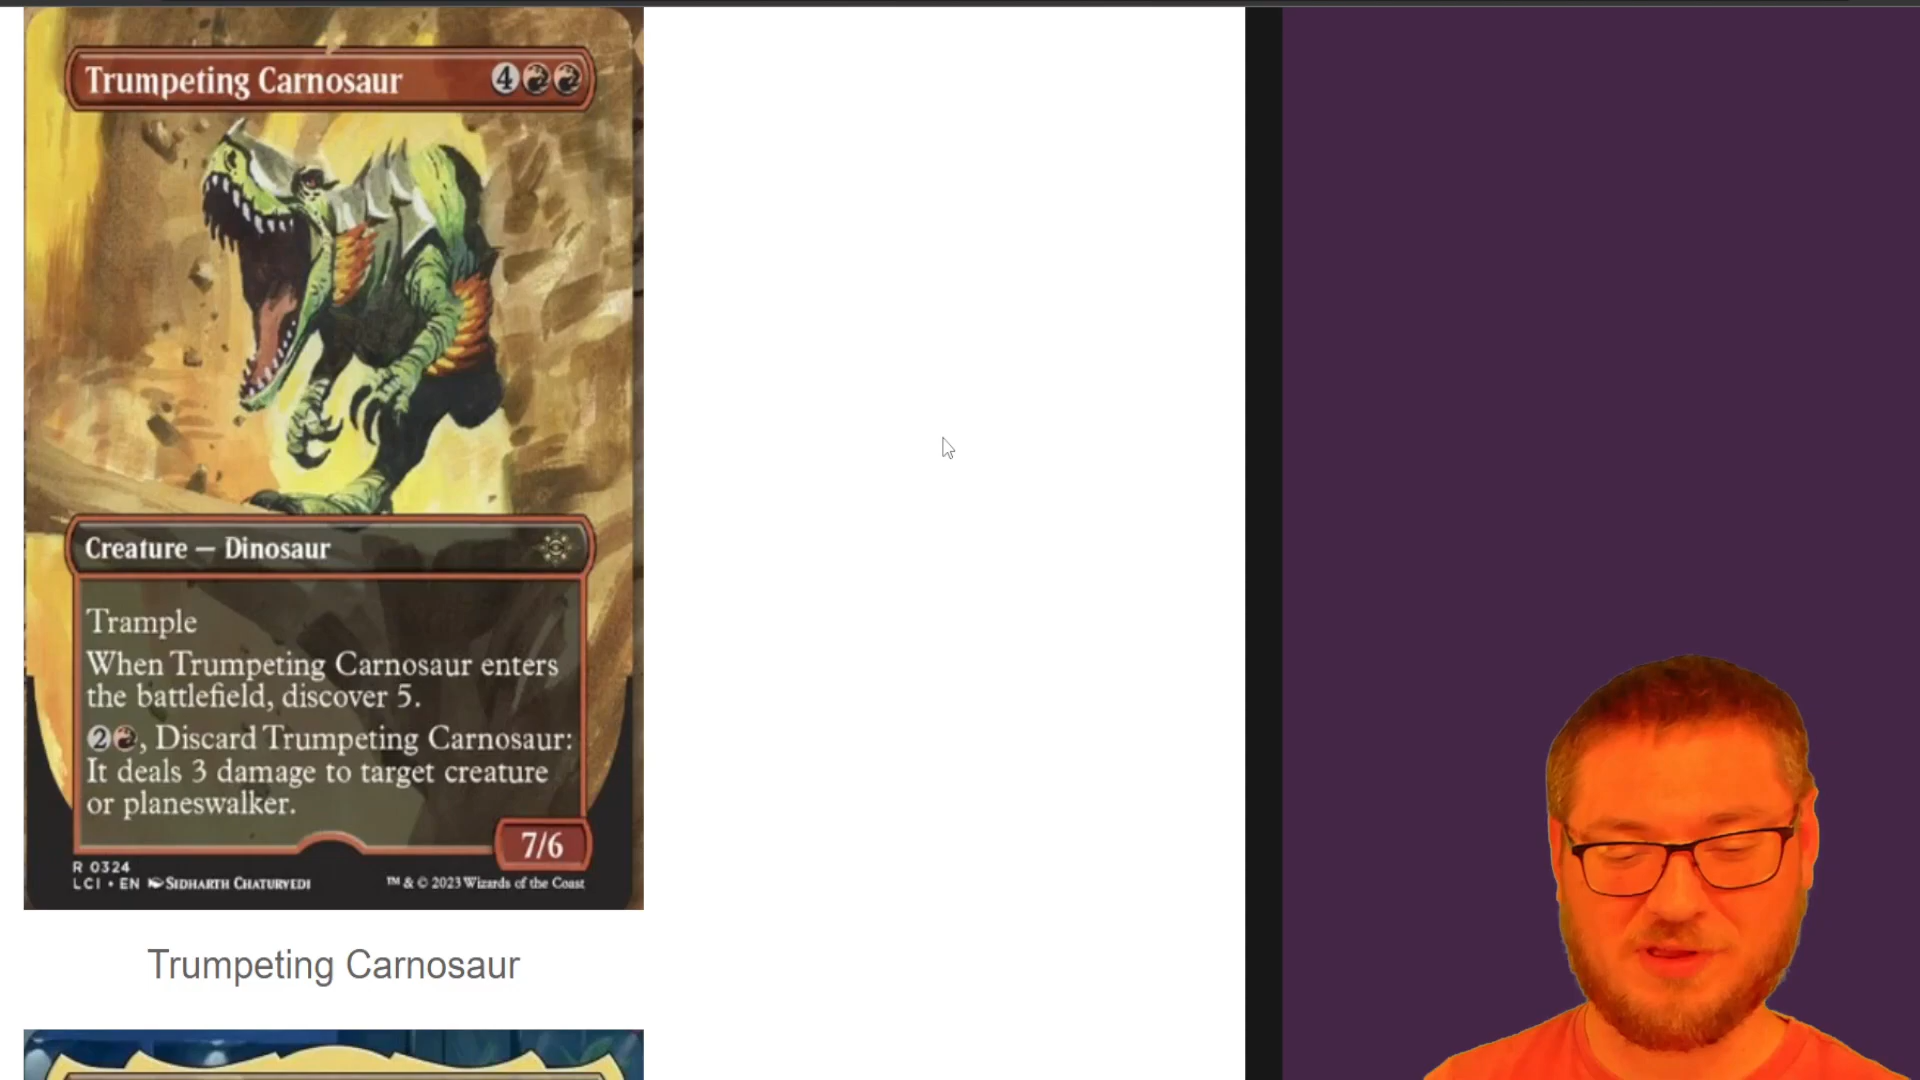 Trumpeting Carnosaur 4
Creature — Dinosaur
Trample
When Trumpeting Carnosaur enters
the battlefield, discover 5.
2, Discard Trumpeting Carnosaur:
It deals 3 damage to target creature
or planeswalker.
7/6
R 0324
LCI • EN SIDHARTH CHATURVEDI ™ & © 2023 Wizards of the Coast
Trumpeting Carnosaur